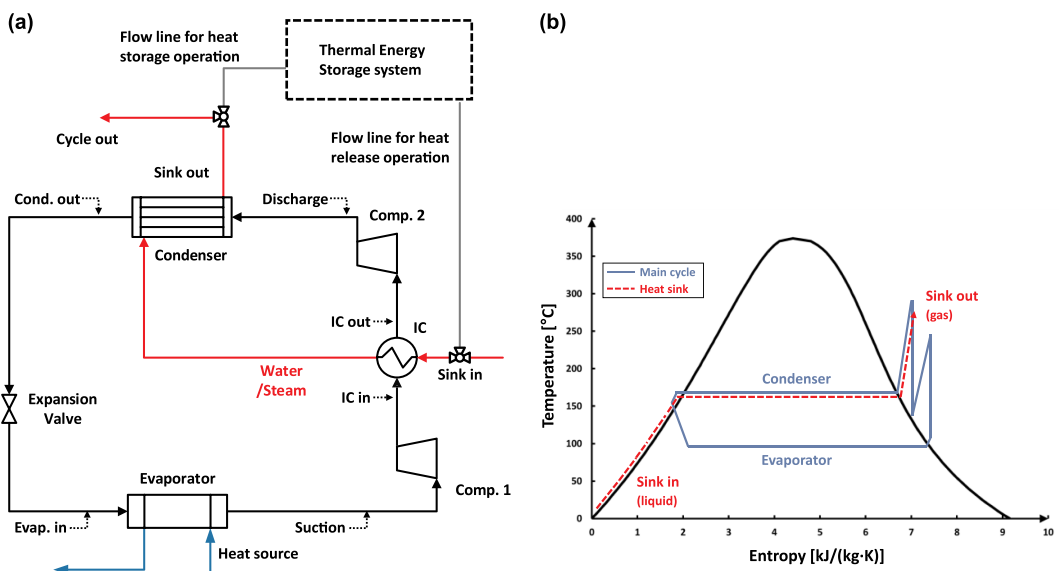 (a)
Flow line for heat
storage operation
Thermal Energy
Storage system
Cycle out
Flow line for heat
release operation
Sink out
Cond. out
Discharge
Comp. 2
Condenser
IC out
IC
Water
/Steam
Sink in
IC in
Expansion
Valve
Evaporator
Comp. 1
Evap. in
Suction
Heat source
(b)
Temperature [°C]
400
350
300
250
200
150
100
50
0
Main cycle
Heat sink
Sink out
(gas)
Condenser
Evaporator
Sink in
(liquid)
0 1 2 3 4 5 6 7 8 9 10
Entropy [kJ/(kg·K)]